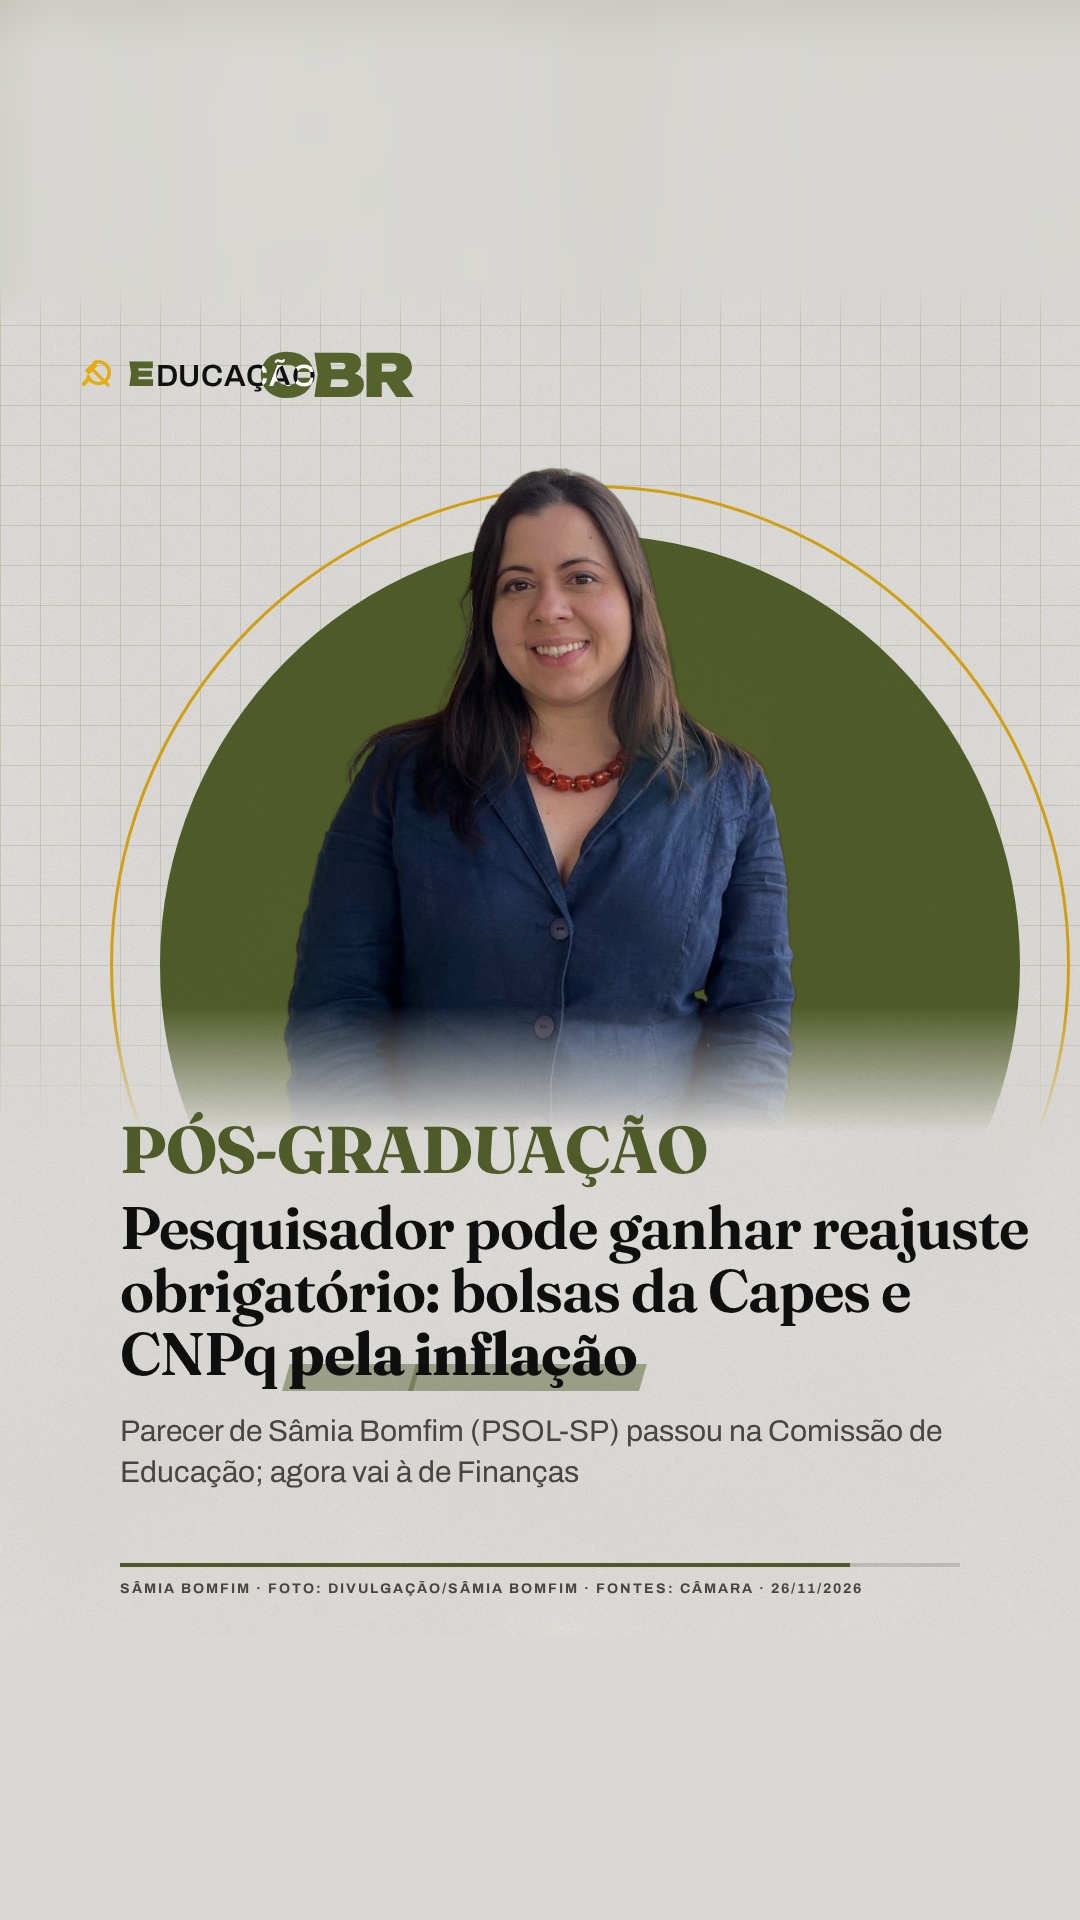 EDUCAÇÃO BR
PÓS-GRADUAÇÃO
Pesquisador pode ganhar reajuste
obrigatório: bolsas da Capes e
CNPq pela inflação
Parecer de Sâmia Bomfim (PSOL-SP) passou na Comissão de
Educação; agora vai à de Finanças
SÂMIA BOMFIM · FOTO: DIVULGAÇÃO/SÂMIA BOMFIM · FONTES: CÂMARA · 26/11/2026